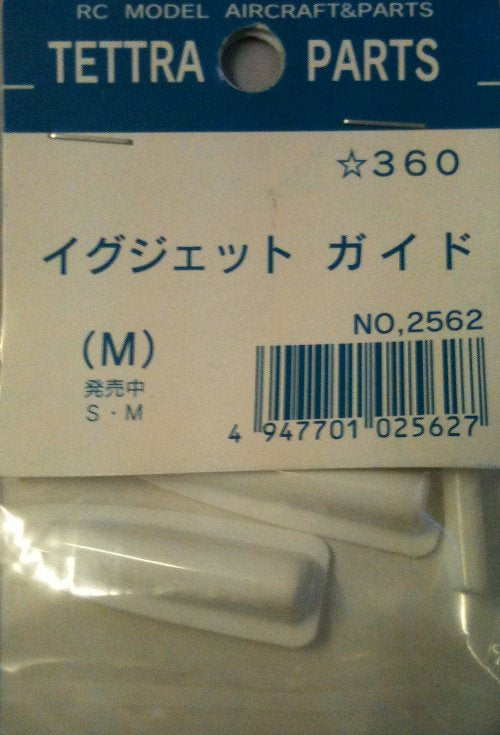 RC MODEL AIRCRAFT&PARTS
TETTRA PARTS
☆360
イグジェット ガイド
NO,2562
(M)
発売中
S・M
4 947701 025627